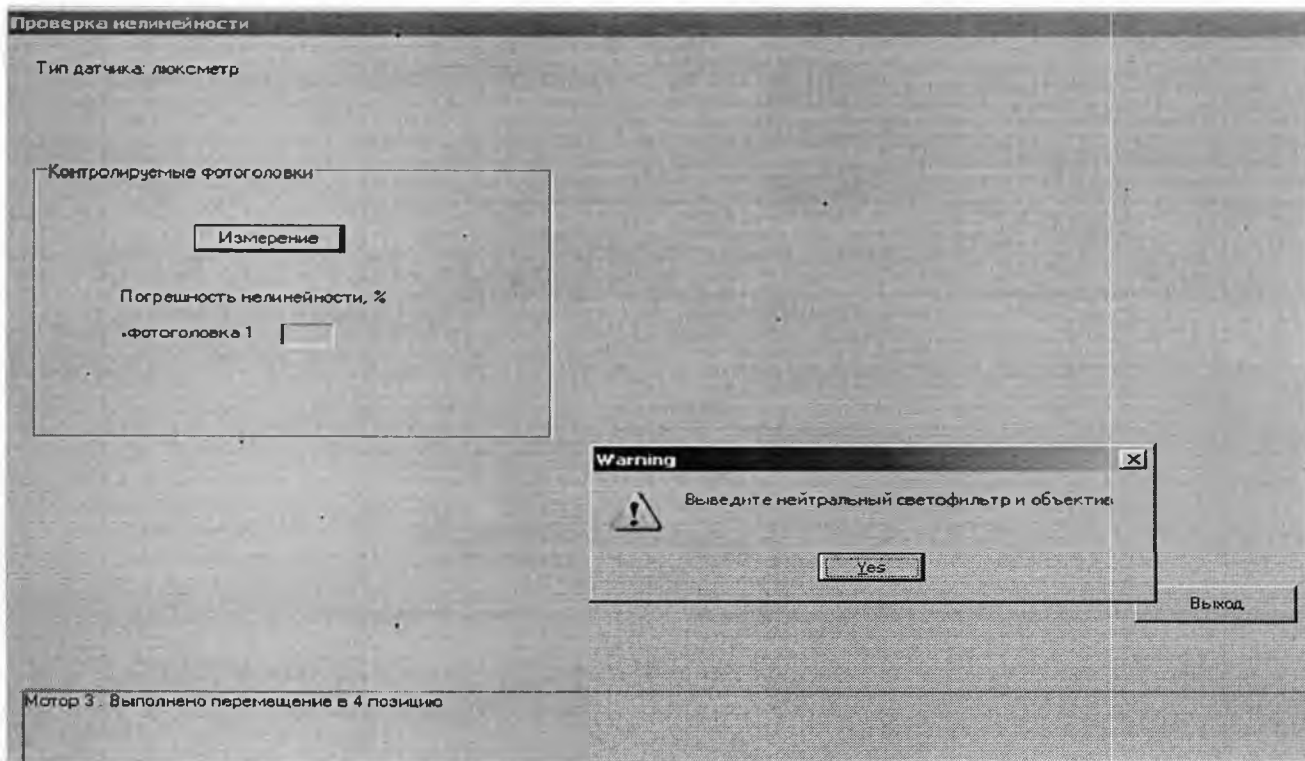 Проверка нелинейности
Тип датчика: люксметр
Контролируемые фотоголовки
Измерение
Погрешность нелинейности, %
Фотоголовка 1
Warning
Выведите нейтральный светофильтр и объектив
Yes
Выход
Мотор 3 : Выполнено перемещение в 4 позицию